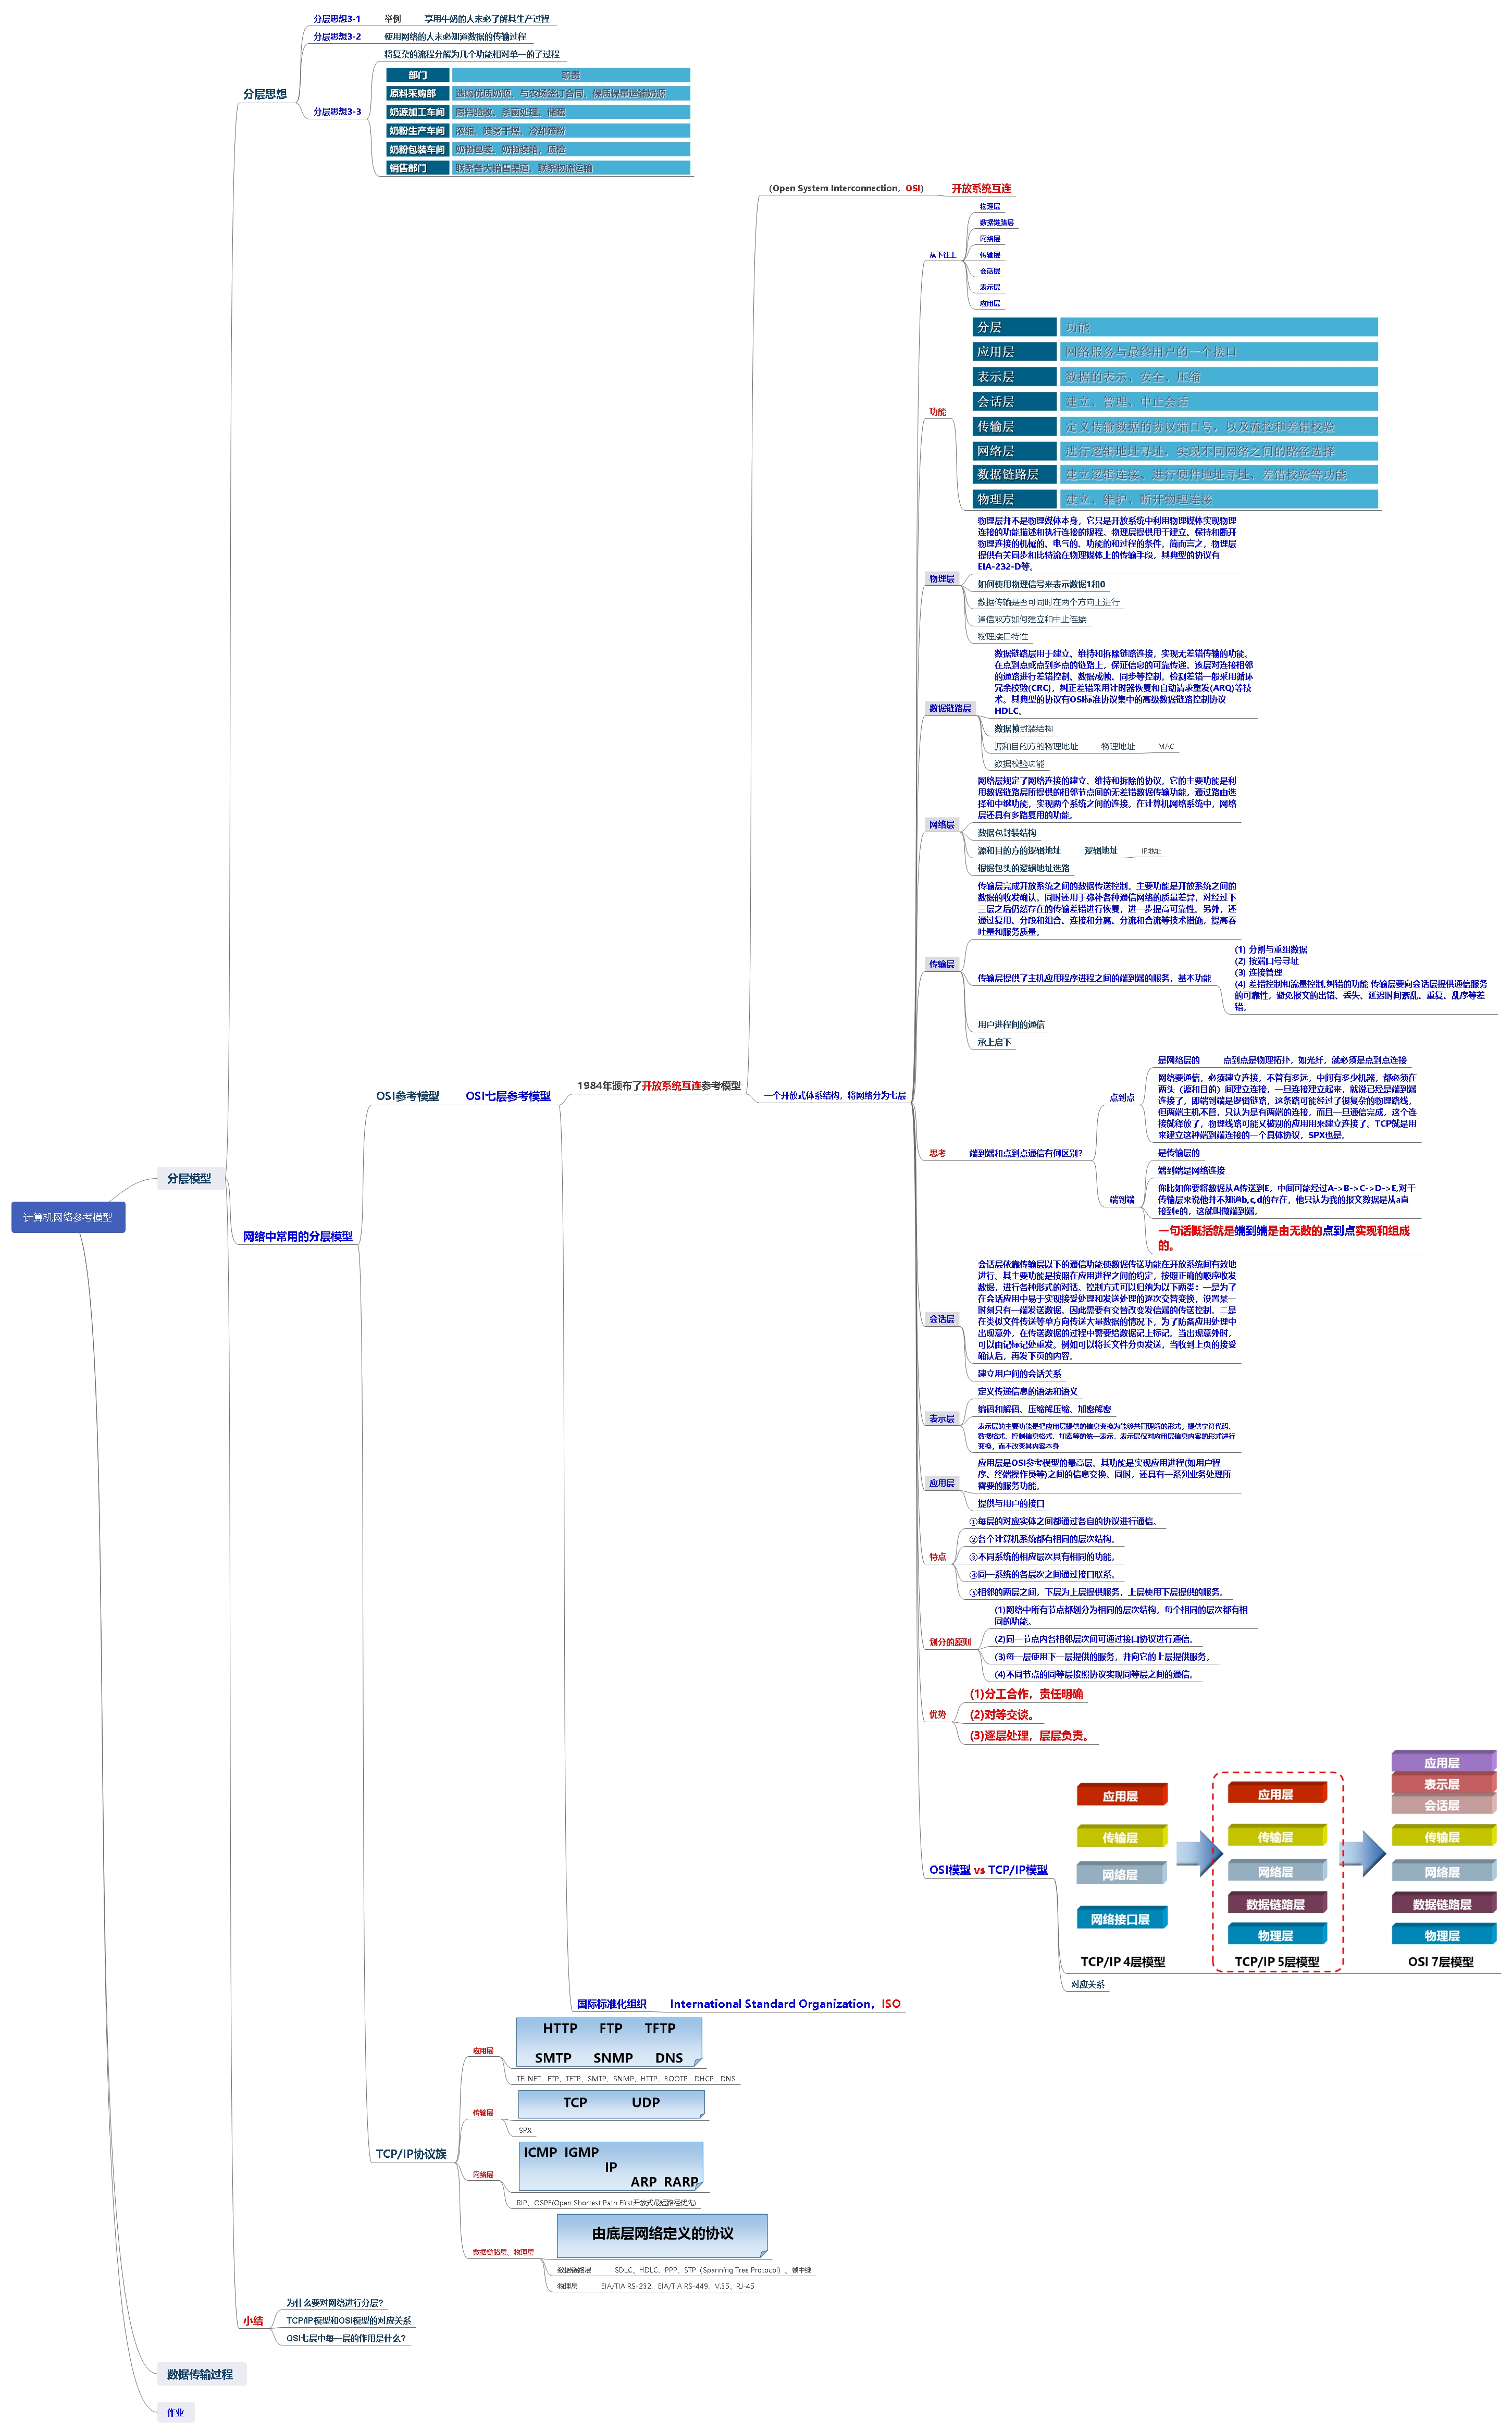 计算机网络参考模型
分层模型
分层思想
分层思想3-1
举例
享用牛奶的人未必了解其生产过程
分层思想3-2
使用网络的人未必知道数据的传输过程
分层思想3-3
将复杂的流程分解为几个功能相对单一的子过程
部门 职责
原料采购部 选购优质奶源、与农场签订合同、保质保量运输奶源
奶源加工车间 原料验收、杀菌处理、储藏
奶粉生产车间 浓缩、喷雾干燥、冷却筛粉
奶粉包装车间 奶粉包装、奶粉装箱、质检
销售部门 联系各大销售渠道、联系物流运输
网络中常用的分层模型
OSI参考模型
OSI七层参考模型
1984年颁布了开放系统互连参考模型
（Open System Interconnection，OSI）
开放系统互连
一个开放式体系结构，将网络分为七层
从下往上
物理层
数据链路层
网络层
传输层
会话层
表示层
应用层
功能
分层 功能
应用层 网络服务与最终用户的一个接口
表示层 数据的表示、安全、压缩
会话层 建立、管理、中止会话
传输层 定义传输数据的协议端口号，以及流控和差错校验
网络层 进行逻辑地址寻址，实现不同网络之间的路径选择
数据链路层 建立逻辑连接、进行硬件地址寻址、差错校验等功能
物理层 建立、维护、断开物理连接
物理层
物理层并不是物理媒体本身，它只是开放系统中利用物理媒体实现物理
连接的功能描述和执行连接的规程。物理层提供用于建立、保持和断开
物理连接的机械的、电气的、功能的和过程的条件。简而言之，物理层
提供有关同步和比特流在物理媒体上的传输手段，其典型的协议有
EIA-232-D等。
如何使用物理信号来表示数据1和0
数据传输是否可同时在两个方向上进行
通信双方如何建立和中止连接
物理接口特性
数据链路层
数据链路层用于建立、维持和拆除链路连接，实现无差错传输的功能。
在点到点或点到多点的链路上，保证信息的可靠传递。该层对连接相邻
的通路进行差错控制、数据成帧、同步等控制。检测差错一般采用循环
冗余校验(CRC)，纠正差错采用计时器恢复和自动请求重发(ARQ)等技
术。其典型的协议有OSI标准协议集中的高级数据链路控制协议
HDLC。
数据帧封装结构
源和目的方的物理地址
物理地址
MAC
数据校验功能
网络层
网络层规定了网络连接的建立、维持和拆除的协议。它的主要功能是利
用数据链路层所提供的相邻节点间的无差错数据传输功能，通过路由选
择和中继功能，实现两个系统之间的连接。在计算机网络系统中，网络
层还具有多路复用的功能。
数据包封装结构
源和目的方的逻辑地址
逻辑地址
IP地址
根据包头的逻辑地址选路
传输层
传输层完成开放系统之间的数据传送控制。主要功能是开放系统之间的
数据的收发确认。同时还用于弥补各种通信网络的质量差异，对经过下
三层之后仍然存在的传输差错进行恢复，进一步提高可靠性。另外，还
通过复用、分段和组合、连接和分离、分流和合流等技术措施，提高吞
吐量和服务质量。
传输层提供了主机应用程序进程之间的端到端的服务，基本功能
(1) 分割与重组数据
(2) 按端口号寻址
(3) 连接管理
(4) 差错控制和流量控制,纠错的功能 传输层要向会话层提供通信服务
的可靠性，避免报文的出错、丢失、延迟时间紊乱、重复、乱序等差
错。
用户进程间的通信
承上启下
思考
端到端和点到点通信有何区别?
点到点
是网络层的
点到点是物理拓扑，如光纤，就必须是点到点连接
网络要通信，必须建立连接，不管有多远，中间有多少机器，都必须在
两头（源和目的）间建立连接，一旦连接建立起来，就说已经是端到端
连接了，即端到端是逻辑链路，这条路可能经过了很复杂的物理路线，
但两端主机不管，只认为是有两端的连接，而且一旦通信完成，这个连
接就释放了，物理线路可能又被别的应用用来建立连接了。TCP就是用
来建立这种端到端连接的一个具体协议，SPX也是。
端到端
是传输层的
端到端是网络连接
你比如你要将数据从A传送到E，中间可能经过A->B->C->D->E,对于
传输层来说他并不知道b,c,d的存在，他只认为我的报文数据是从a直
接到e的，这就叫做端到端。
一句话概括就是端到端是由无数的点到点实现和组成
的。
会话层
会话层依靠传输层以下的通信功能使数据传送功能在开放系统间有效地
进行。其主要功能是按照在应用进程之间的约定，按照正确的顺序收发
数据，进行各种形式的对话。控制方式可以归纳为以下两类：一是为了
在会话应用中易于实现接受处理和发送处理的逐次交替变换，设置某一
时刻只有一端发送数据。因此需要有交替改变发信端的传送控制。二是
在类似文件传送等单方向传送大量数据的情况下，为了防备应用处理中
出现意外，在传送数据的过程中需要给数据记上标记。当出现意外时，
可以由记标记处重发。例如可以将长文件分页发送，当收到上页的接受
确认后，再发下页的内容。
建立用户间的会话关系
表示层
定义传递信息的语法和语义
编码和解码、压缩解压缩、加密解密
表示层的主要功能是把应用层提供的信息变换为能够共同理解的形式，提供字符代码、
数据格式、控制信息格式、加密等的统一表示。表示层仅对应用层信息内容的形式进行
变换，而不改变其内容本身
应用层
应用层是OSI参考模型的最高层。其功能是实现应用进程(如用户程
序、终端操作员等)之间的信息交换。同时，还具有一系列业务处理所
需要的服务功能。
提供与用户的接口
特点
①每层的对应实体之间都通过各自的协议进行通信。
②各个计算机系统都有相同的层次结构。
③不同系统的相应层次具有相同的功能。
④同一系统的各层次之间通过接口联系。
⑤相邻的两层之间，下层为上层提供服务，上层使用下层提供的服务。
划分的原则
(1)网络中所有节点都划分为相同的层次结构，每个相同的层次都有相
同的功能。
(2)同一节点内各相邻层次间可通过接口协议进行通信。
(3)每一层使用下一层提供的服务，并向它的上层提供服务。
(4)不同节点的同等层按照协议实现同等层之间的通信。
优势
(1)分工合作，责任明确
(2)对等交谈。
(3)逐层处理，层层负责。
OSI模型 vs TCP/IP模型
应用层
传输层
网络层
网络接口层
TCP/IP 4层模型
应用层
传输层
网络层
数据链路层
物理层
TCP/IP 5层模型
应用层
表示层
会话层
传输层
网络层
数据链路层
物理层
OSI 7层模型
对应关系
国际标准化组织
International Standard Organization，ISO
TCP/IP协议族
应用层
HTTP FTP TFTP
SMTP SNMP DNS
TELNET、FTP、TFTP、SMTP、SNMP、HTTP、BOOTP、DHCP、DNS
传输层
TCP UDP
SPX
网络层
ICMP IGMP
IP
ARP RARP
RIP、OSPF(Open Shortest Path First开放式最短路径优先)
数据链路层、物理层
由底层网络定义的协议
数据链路层
SDLC、HDLC、PPP、STP（Spanning Tree Protocol）、帧中继
物理层
EIA/TIA RS-232、EIA/TIA RS-449、V.35、RJ-45
小结
为什么要对网络进行分层?
TCP/IP模型和OSI模型的对应关系
OSI七层中每一层的作用是什么?
数据传输过程
作业